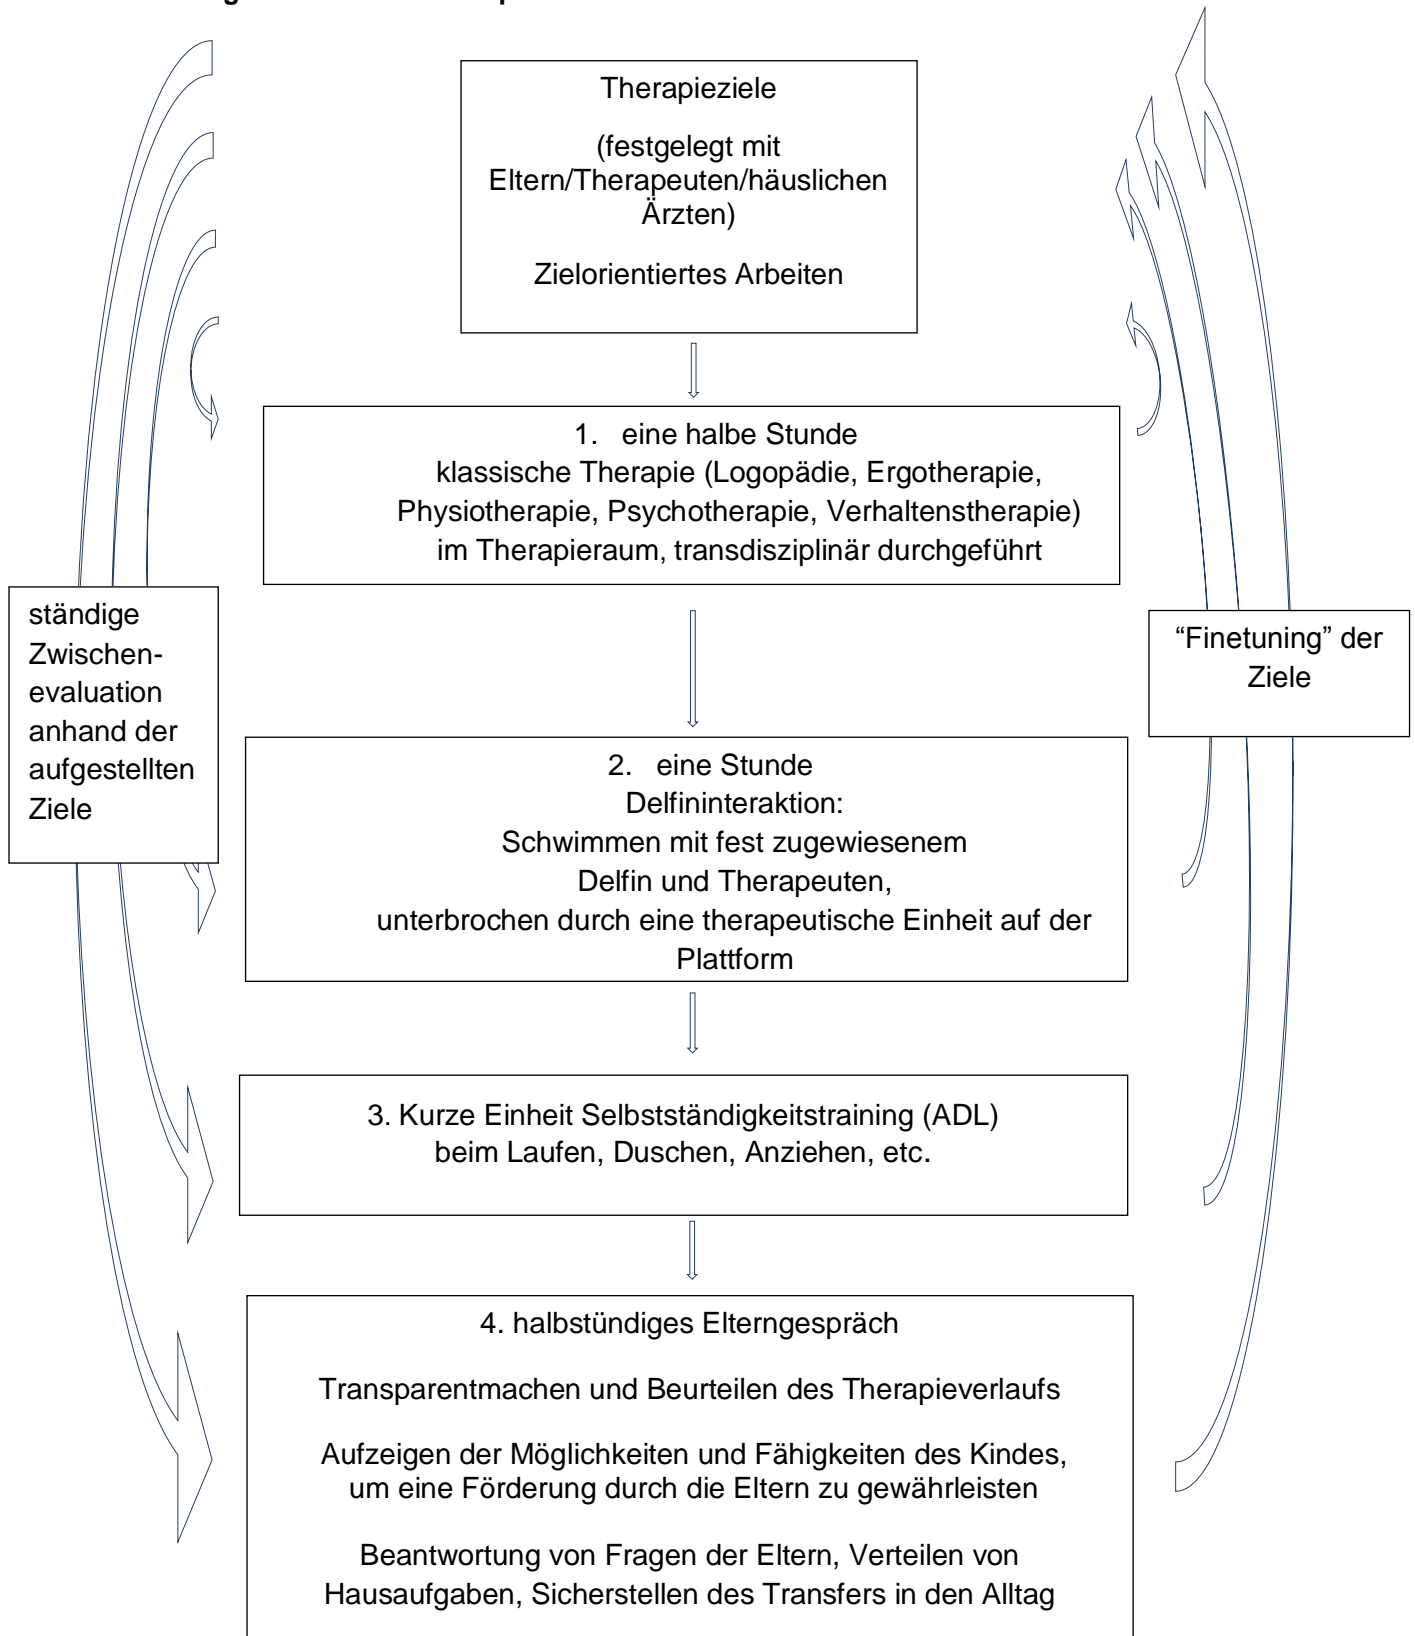 Therapieziele
(festgelegt mit
Eltern/Therapeuten/häuslichen
Ärzten)
Zielorientiertes Arbeiten
1. eine halbe Stunde
klassische Therapie (Logopädie, Ergotherapie,
Physiotherapie, Psychotherapie, Verhaltenstherapie)
im Therapieraum, transdisziplinär durchgeführt
ständige
Zwischen-
evaluation
anhand der
aufgestellten
Ziele
“Finetuning” der
Ziele
2. eine Stunde
Delfininteraktion:
Schwimmen mit fest zugewiesenem
Delfin und Therapeuten,
unterbrochen durch eine therapeutische Einheit auf der
Plattform
3. Kurze Einheit Selbstständigkeitstraining (ADL)
beim Laufen, Duschen, Anziehen, etc.
4. halbstündiges Elterngespräch
Transparentmachen und Beurteilen des Therapieverlaufs
Aufzeigen der Möglichkeiten und Fähigkeiten des Kindes,
um eine Förderung durch die Eltern zu gewährleisten
Beantwortung von Fragen der Eltern, Verteilen von
Hausaufgaben, Sicherstellen des Transfers in den Alltag